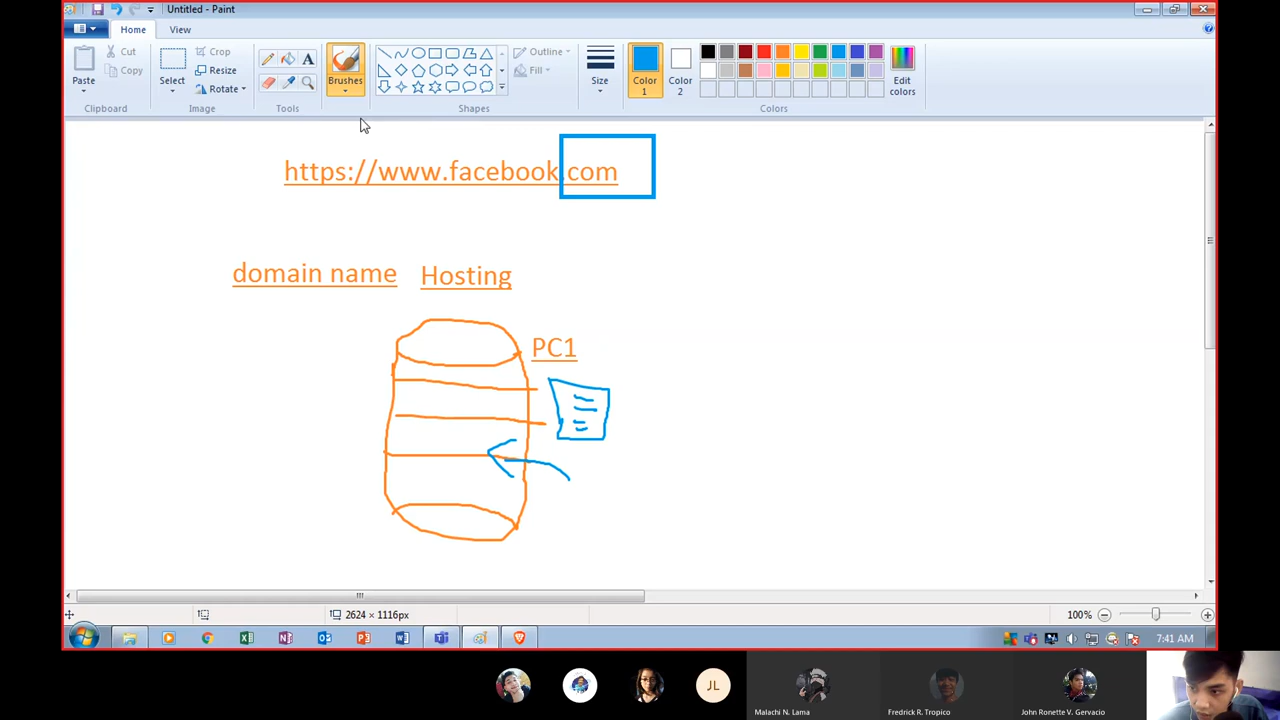 Untitled - Paint
Home View
Paste
Cut
Copy
Clipboard
Select
Crop
Resize
Rotate
Image
A
Tools
Brushes
Outline
Fill
Shapes
Size
Color 1
Color 2
Edit colors
Colors
https://www.facebook.com
domain name Hosting
PC1
2624 × 1116px
100%
7:41 AM
JL
Malachi N. Lama
Fredrick R. Tropico
John Ronette V. Gervacio